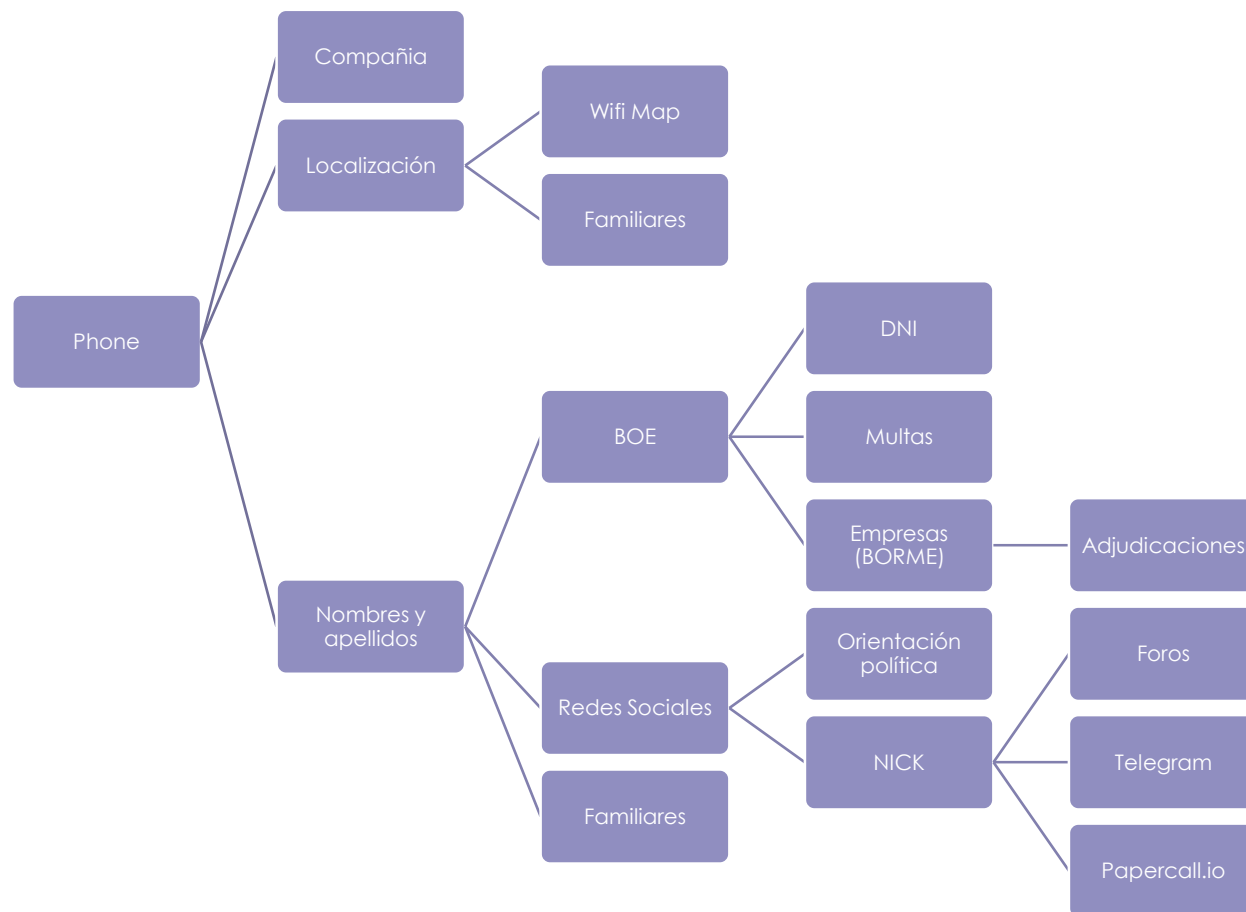 Compañia
Wifi Map
Localización
Familiares
Phone
DNI
BOE
Multas
Empresas
(BORME)
Adjudicaciones
Nombres y
apellidos
Orientación
política
Foros
Redes Sociales
NICK
Telegram
Familiares
Papercall.io